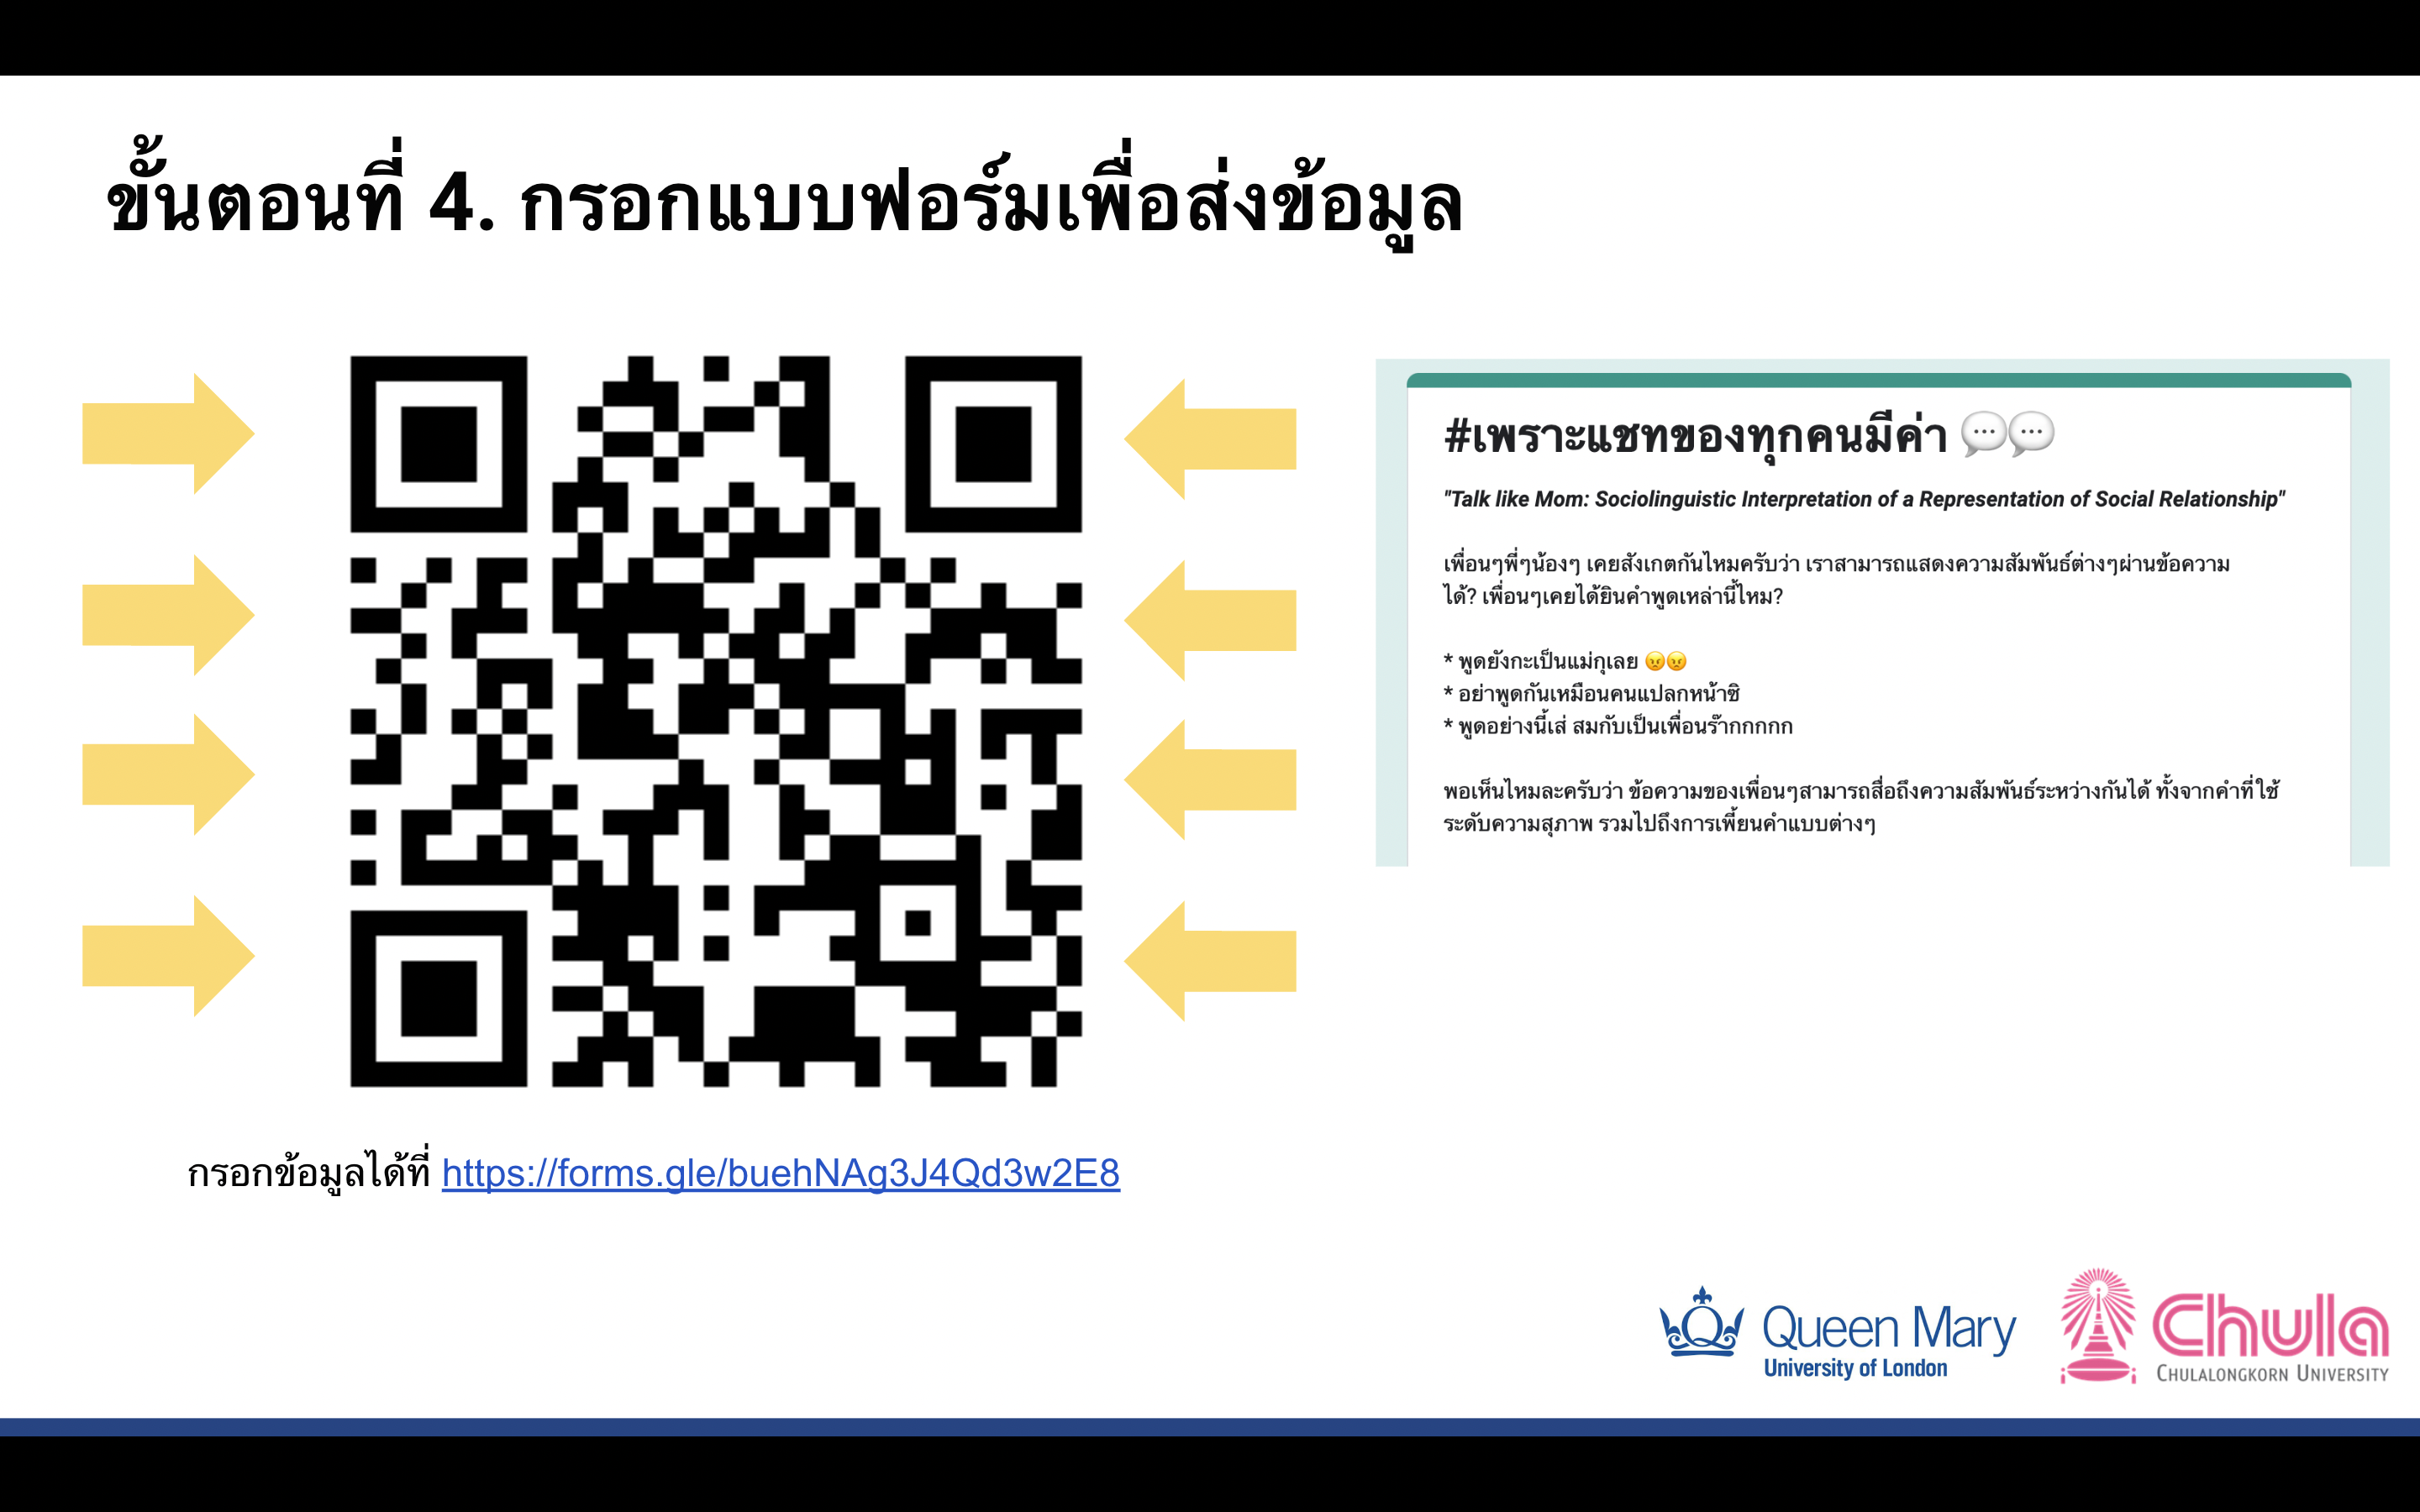 ขั้นตอนที่ 4. กรอกแบบฟอร์มเพื่อส่งข้อมูล
#เพราะแชทของทุกคนมีค่า 💬💬
"Talk like Mom: Sociolinguistic Interpretation of a Representation of Social Relationship"
เพื่อนๆพี่ๆน้องๆ เคยสังเกตกันไหมครับว่า เราสามารถแสดงความสัมพันธ์ต่างๆผ่านข้อความ
ได้? เพื่อนๆเคยได้ยินคำพูดเหล่านี้ไหม?
* พูดยังกะเป็นแม่กุเลย 😠😠
* อย่าพูดกันเหมือนคนแปลกหน้าซิ
* พูดอย่างนี้เส่ สมกับเป็นเพื่อนร๊ากกกกก
พอเห็นไหมละครับว่า ข้อความของเพื่อนๆสามารถสื่อถึงความสัมพันธ์ระหว่างกันได้ ทั้งจากคำที่ใช้
ระดับความสุภาพ รวมไปถึงการเพี้ยนคำแบบต่างๆ
กรอกข้อมูลได้ที่ https://forms.gle/buehNAg3J4Qd3w2E8
Queen Mary
University of London
Chula
CHULALONGKORN UNIVERSITY